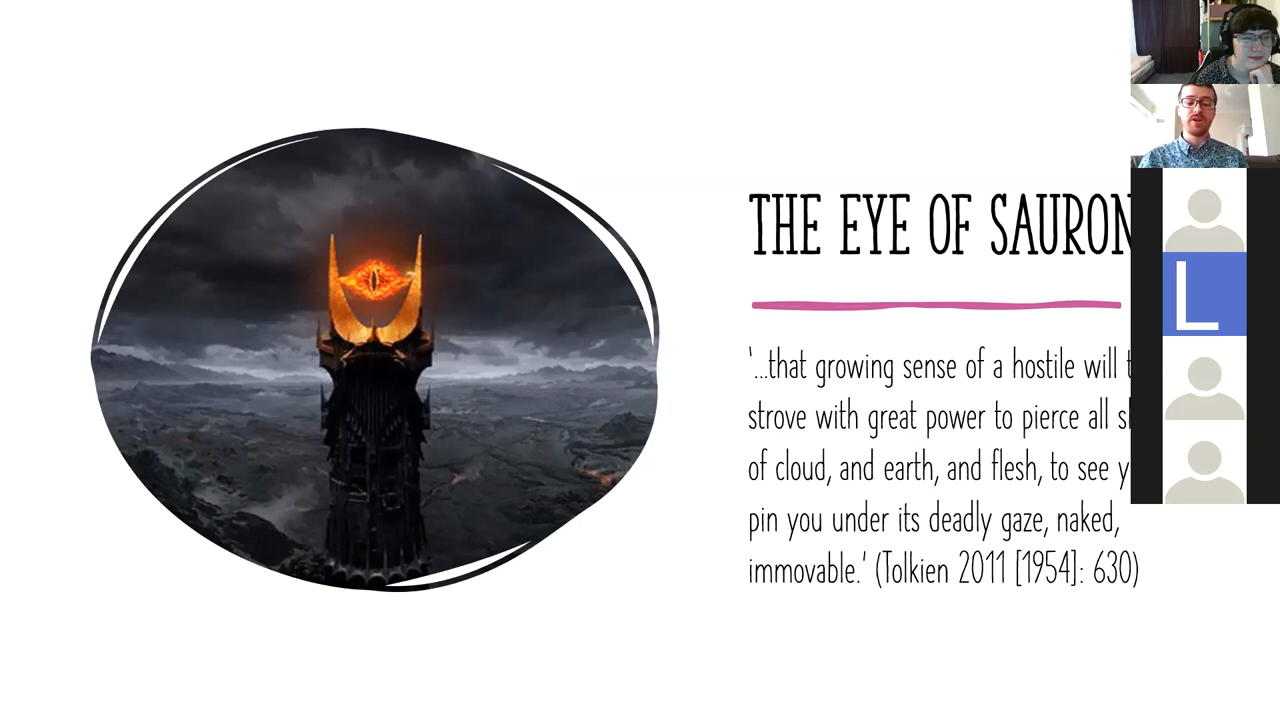 THE EYE OF SAURON
'...that growing sense of a hostile will
strove with great power to pierce all
of cloud, and earth, and flesh, to see
pin you under its deadly gaze, naked,
immovable.' (Tolkien 2011 [1954]: 630)
L